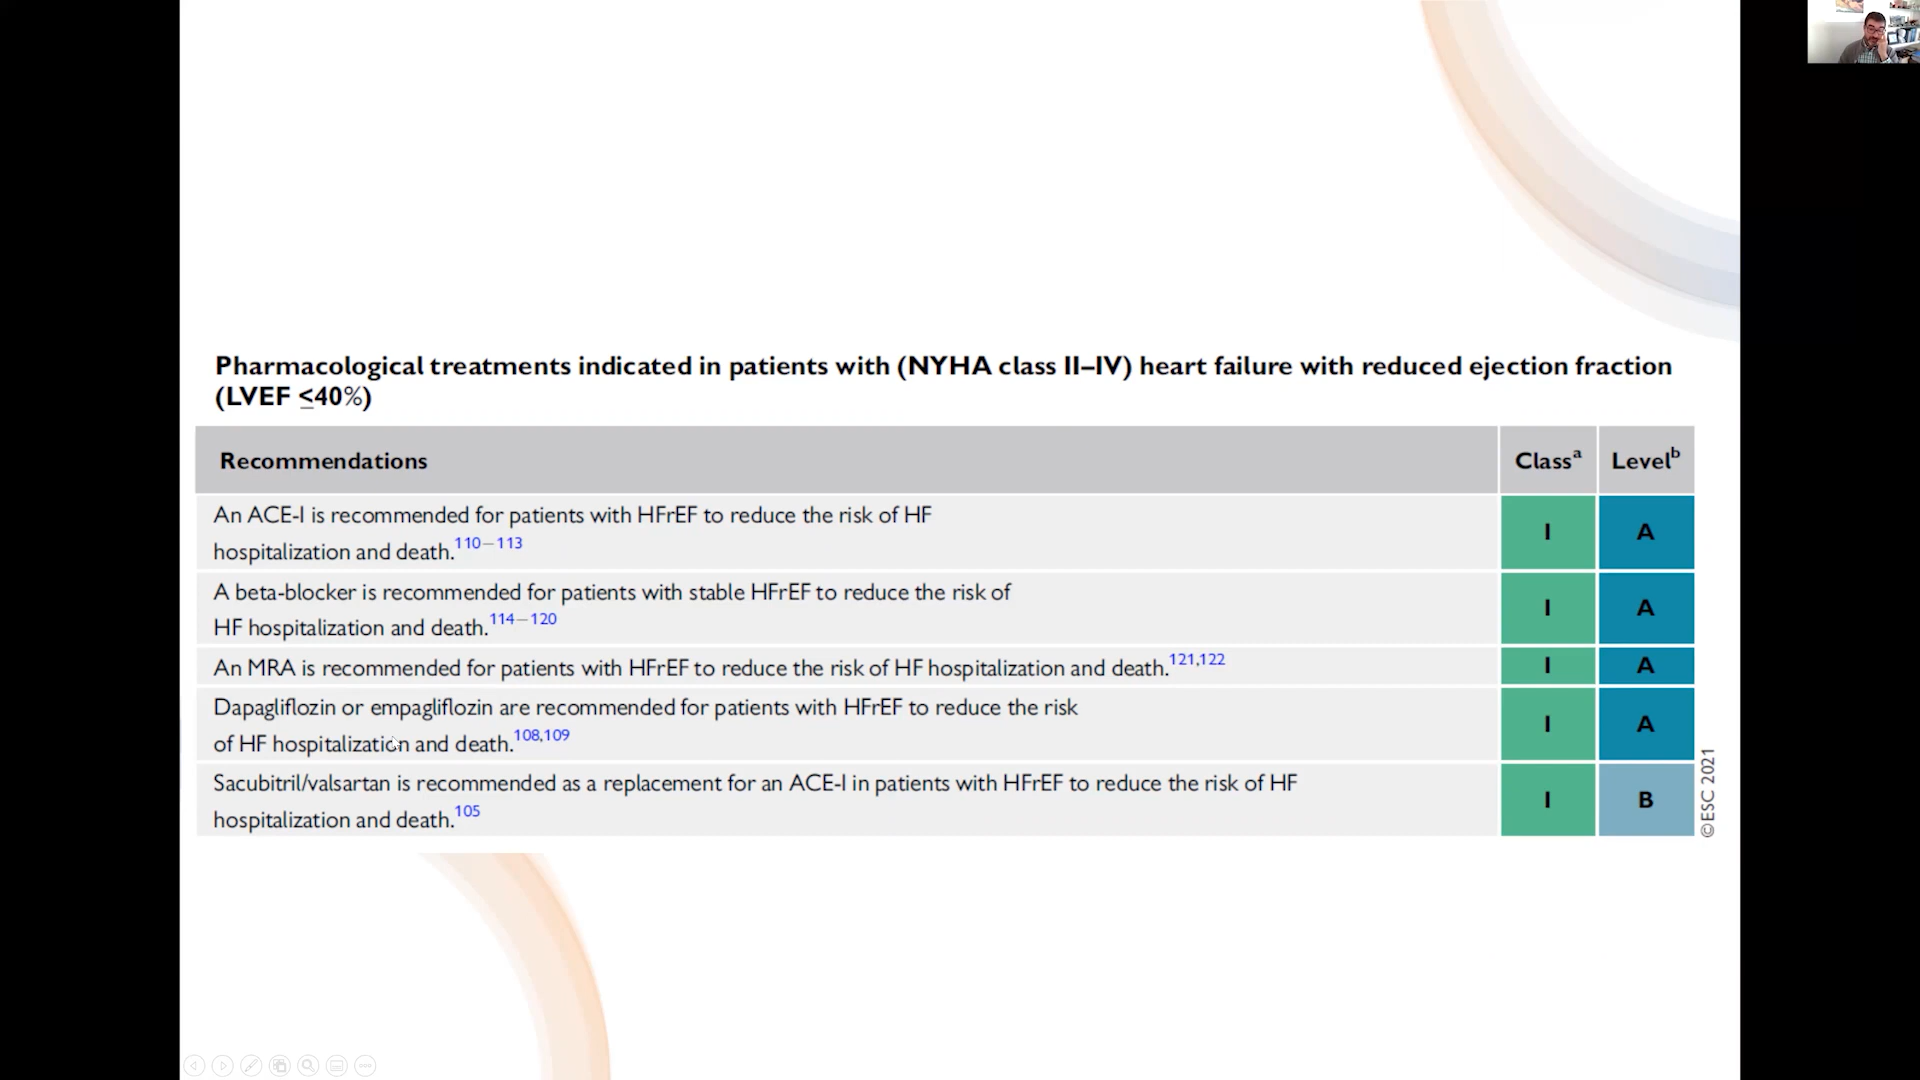 Pharmacological treatments indicated in patients with (NYHA class II–IV) heart failure with reduced ejection fraction
(LVEF ≤40%)
Recommendations Classᵃ Levelᵇ
An ACE-I is recommended for patients with HFrEF to reduce the risk of HF
hospitalization and death.110–113
I A
A beta-blocker is recommended for patients with stable HFrEF to reduce the risk of
HF hospitalization and death.114–120
I A
An MRA is recommended for patients with HFrEF to reduce the risk of HF hospitalization and death.121,122 I A
Dapagliflozin or empagliflozin are recommended for patients with HFrEF to reduce the risk
of HF hospitalization and death.108,109
I A
Sacubitril/valsartan is recommended as a replacement for an ACE-I in patients with HFrEF to reduce the risk of HF
hospitalization and death.105
I B
©ESC 2021